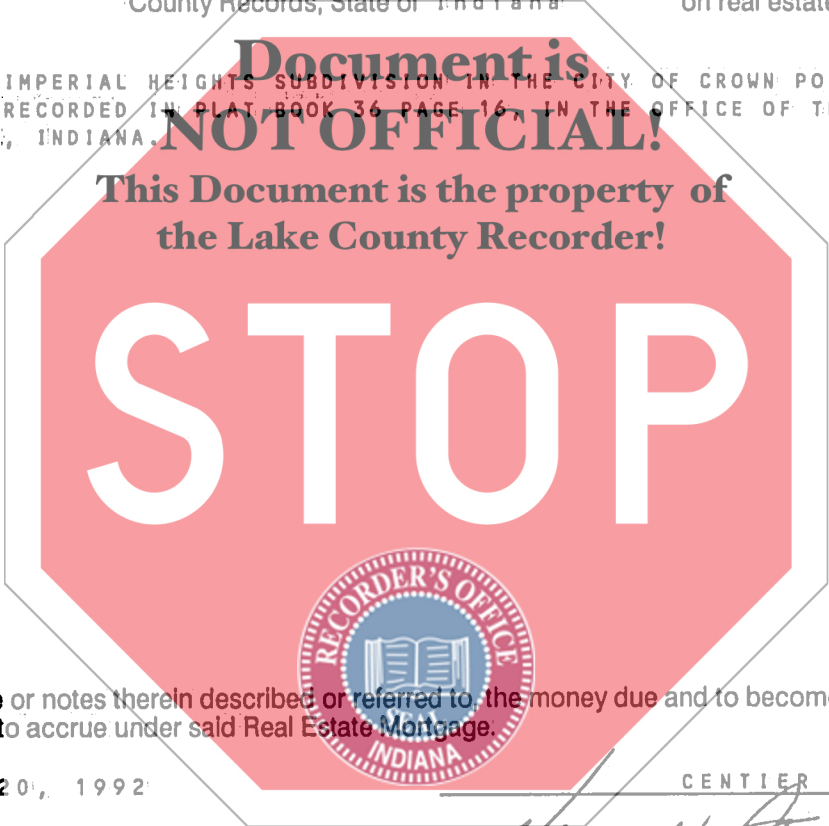 County Records, State of Indiana on real estate
Document is
IMPERIAL HEIGHTS SUBDIVISION IN THE CITY OF CROWN PO
RECORDED IN PLAT BOOK 36 PAGE 16, IN THE OFFICE OF T
, INDIANA.
NOT OFFICIAL!
This Document is the property of
the Lake County Recorder!
STOP
RECORDER'S OFFICE
SEAL
INDIANA
or notes therein described or referred to, the money due and to become
to accrue under said Real Estate Mortgage.
20, 1992
CENTIER